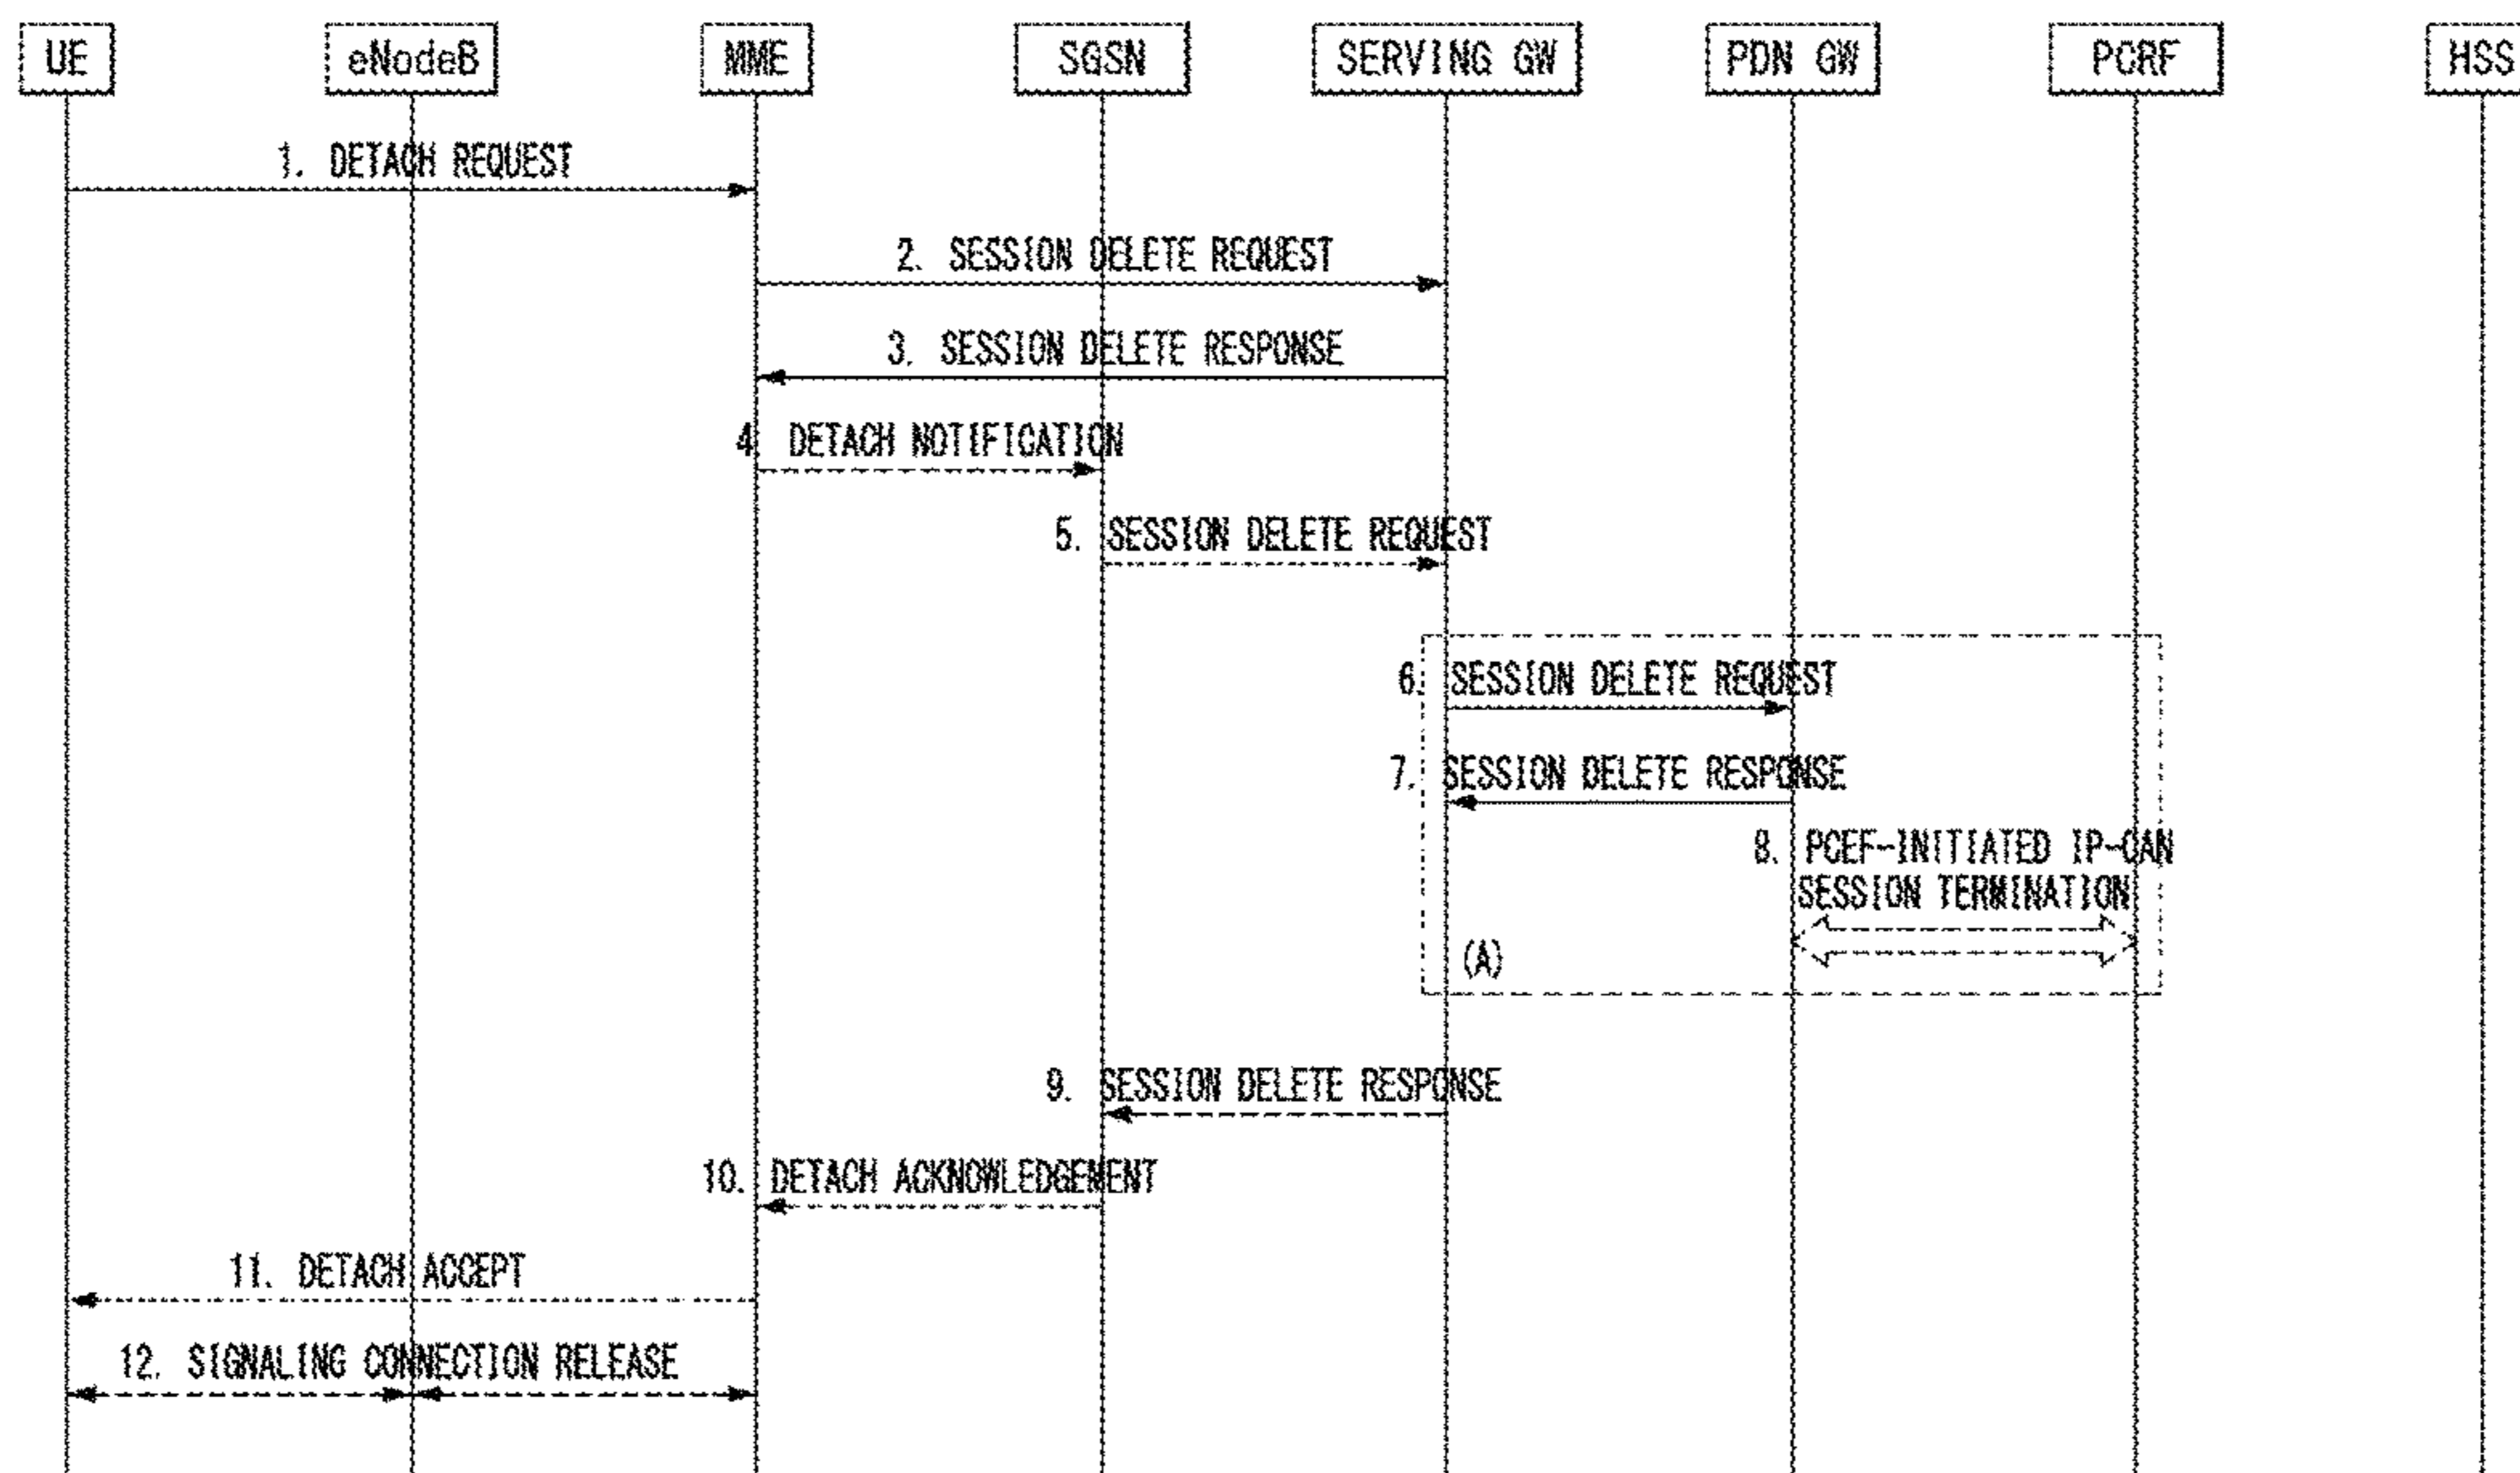 UE
eNodeB
MME
SGSN
SERVING GW
PDN GW
PCRF
HSS
1. DETACH REQUEST
2. SESSION DELETE REQUEST
3. SESSION DELETE RESPONSE
4. DETACH NOTIFICATION
5. SESSION DELETE REQUEST
6. SESSION DELETE REQUEST
7. SESSION DELETE RESPONSE
8. PCEF-INITIATED IP-CAN
SESSION TERMINATION
(A)
9. SESSION DELETE RESPONSE
10. DETACH ACKNOWLEDGEMENT
11. DETACH ACCEPT
12. SIGNALING CONNECTION RELEASE